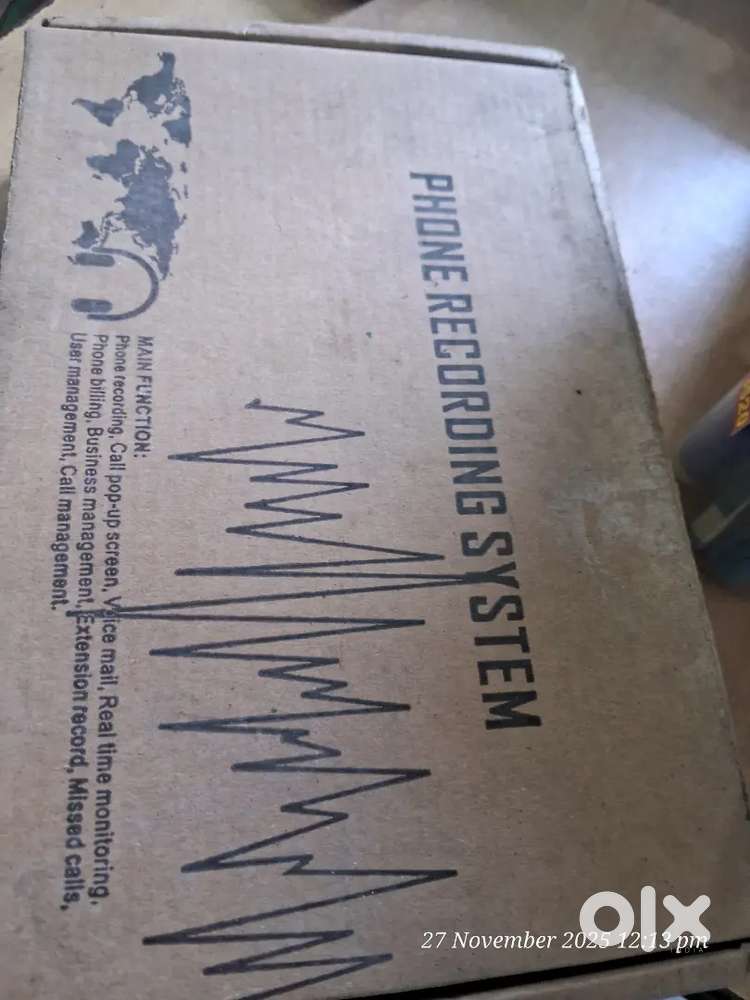 PHONE RECORDING SYSTEM
MAIN FUNCTION:
Phone recording, Call pop-up screen, Voice mail, Real time monitoring,
Phone billing, Business management, Extension record, Missed calls,
User management, Call management.
olx
27 November 2025 12:13 pm